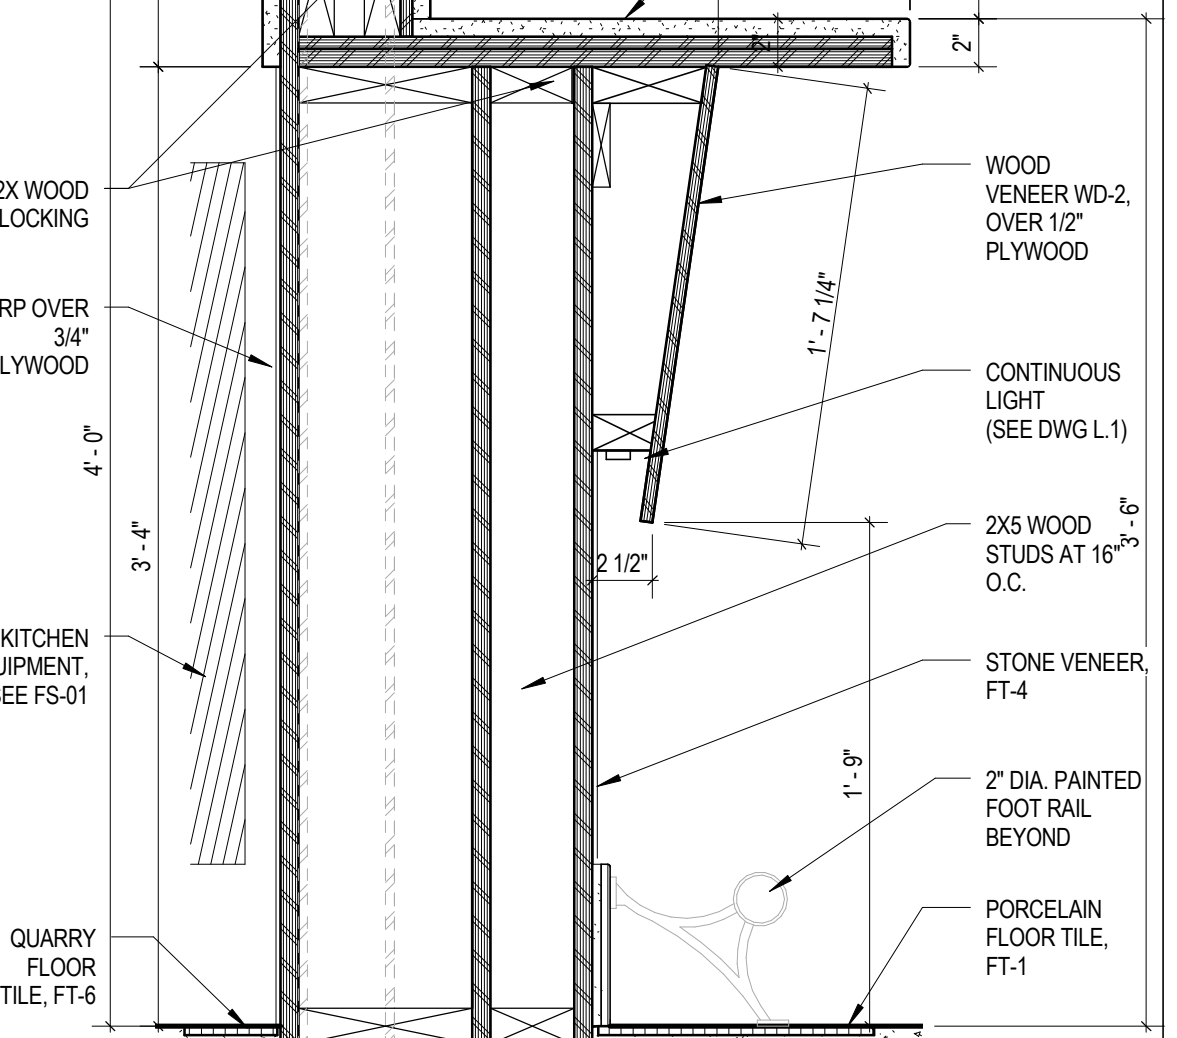 2"
2"
2X WOOD
LOCKING
WOOD
VENEER WD-2,
OVER 1/2"
PLYWOOD
1' - 7 1/4"
RP OVER
3/4"
LYWOOD
CONTINUOUS
LIGHT
(SEE DWG L.1)
4' - 0"
3' - 4"
2X5 WOOD
STUDS AT 16"
O.C.
3' - 6"
2 1/2"
KITCHEN
UIPMENT,
SEE FS-01
STONE VENEER,
FT-4
1' - 9"
2" DIA. PAINTED
FOOT RAIL
BEYOND
QUARRY
FLOOR
TILE, FT-6
PORCELAIN
FLOOR TILE,
FT-1